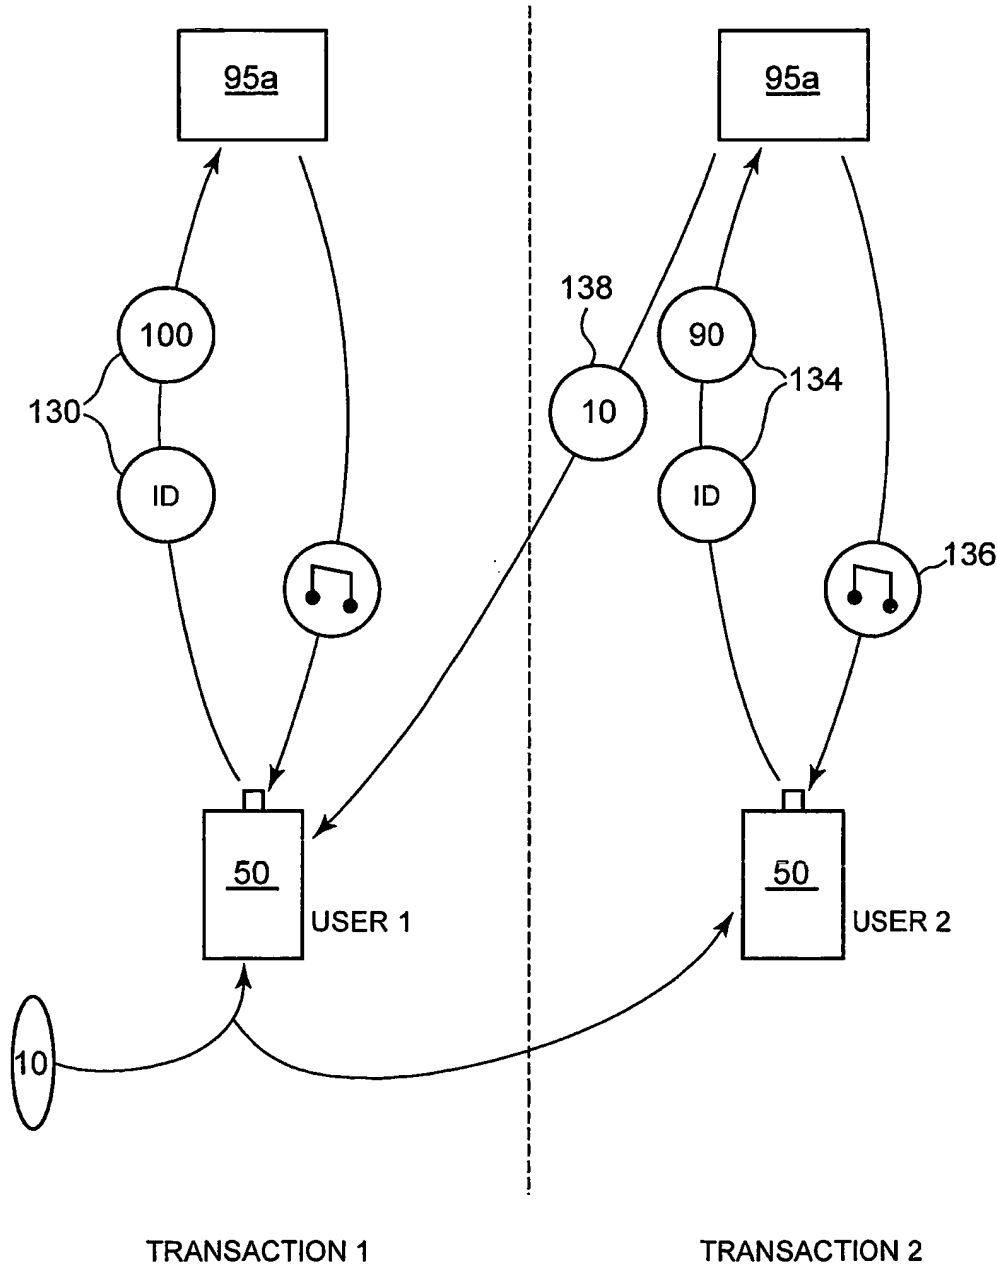 95a
95a
138
100
90
130
10
134
ID
ID
136
50
50
USER 1
USER 2
10
TRANSACTION 1
TRANSACTION 2